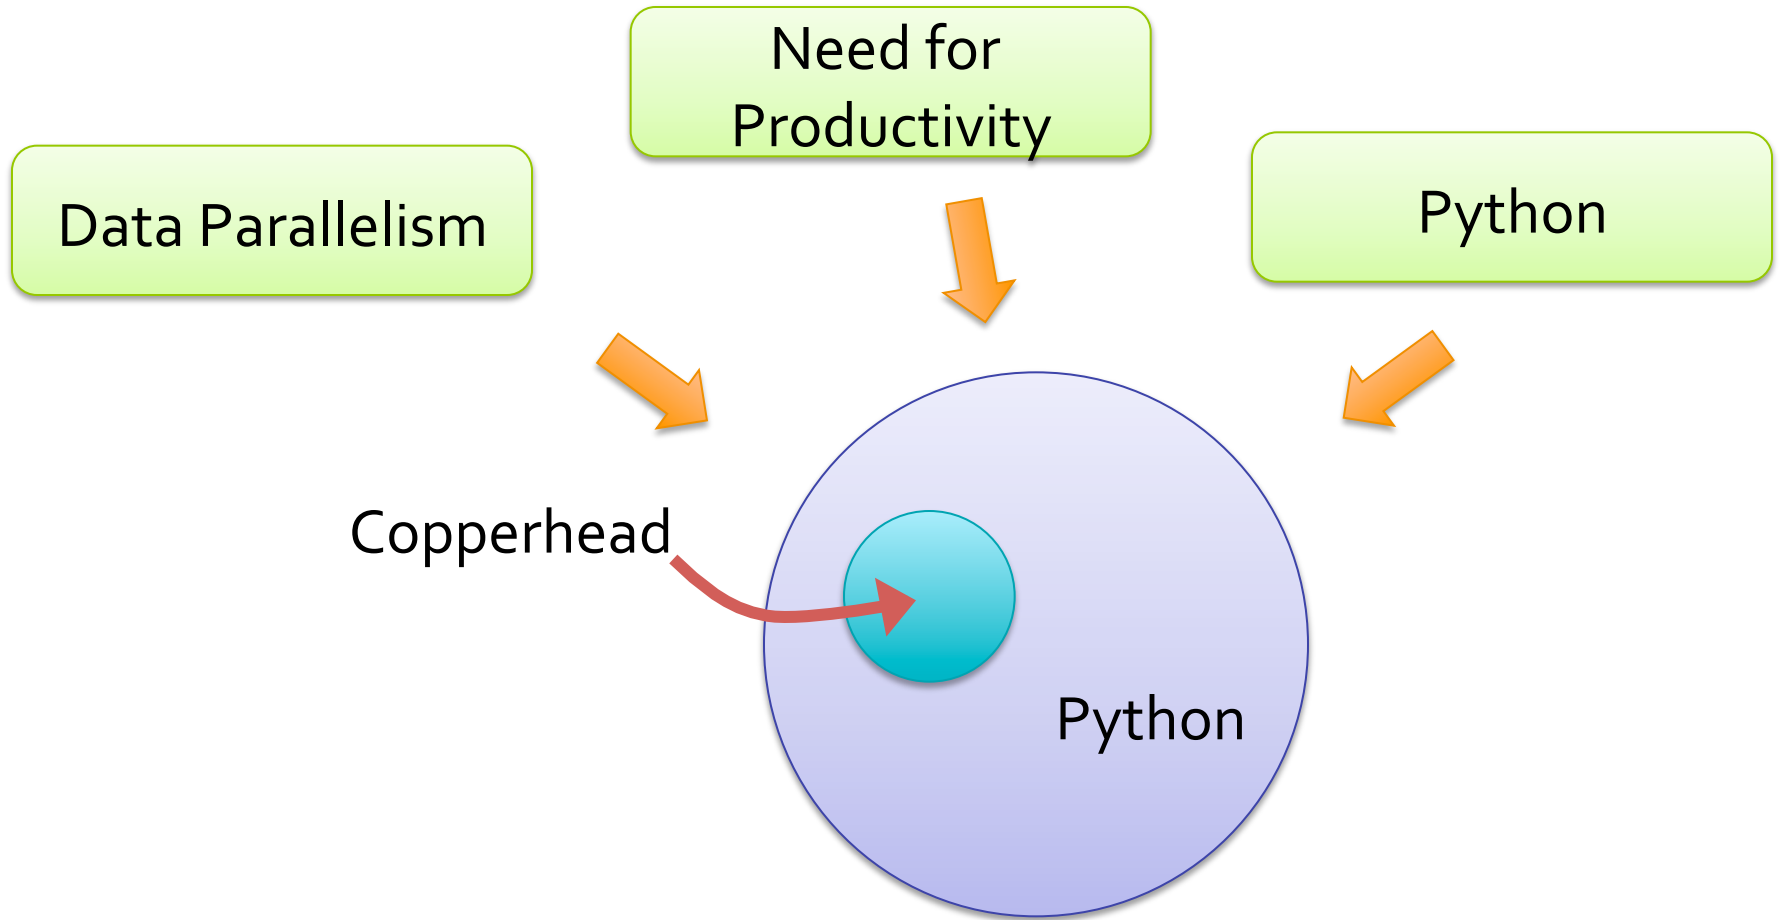 Need for
Productivity
Data Parallelism
Python
Copperhead
Python